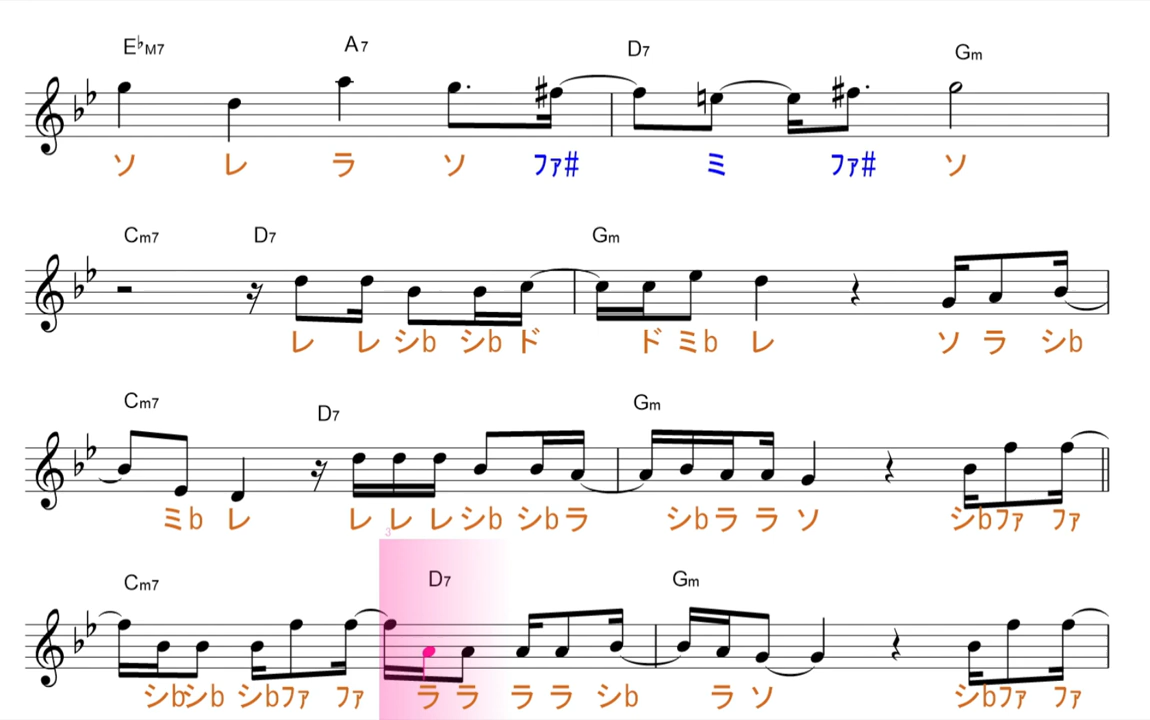 E♭M7 A7 D7 Gm
ソ レ ラ ソ ファ# ミ ファ# ソ
Cm7 D7 Gm
レ レ シb シb ド ド ミb レ ソ ラ シb
Cm7 D7 Gm
ミb レ レ レ レ シb シb ラ シb ラ ラ ソ シb ファ ファ
3
Cm7 D7 Gm
シb シb シb ファ ファ ラ ラ ラ ラ シb ラ ソ シb ファ ファ